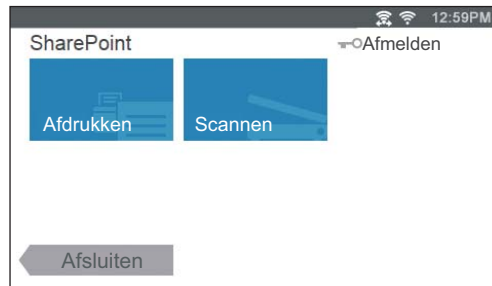 12:59PM
SharePoint
Afmelden
Afdrukken
Scannen
Afsluiten